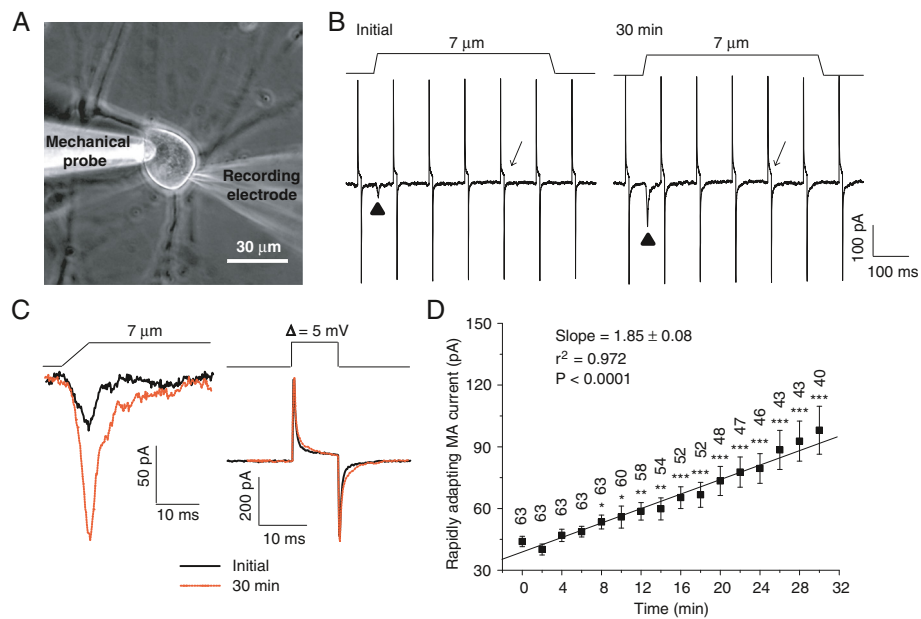 A
Mechanical
probe
Recording
electrode
30 μm
B
Initial
7 μm
30 min
7 μm
100 pA
100 ms
C
7 μm
Δ = 5 mV
50 pA
10 ms
200 pA
10 ms
Initial
30 min
D
Rapidly adapting MA current (pA)
150
120
90
60
30
Slope = 1.85 ± 0.08
r² = 0.972
P < 0.0001
63 63 63 63 63 60 58 54 52 52 48 47 46 43 43 40
* * ** ** *** *** *** *** *** *** *** ***
0 4 8 12 16 20 24 28 32
Time (min)